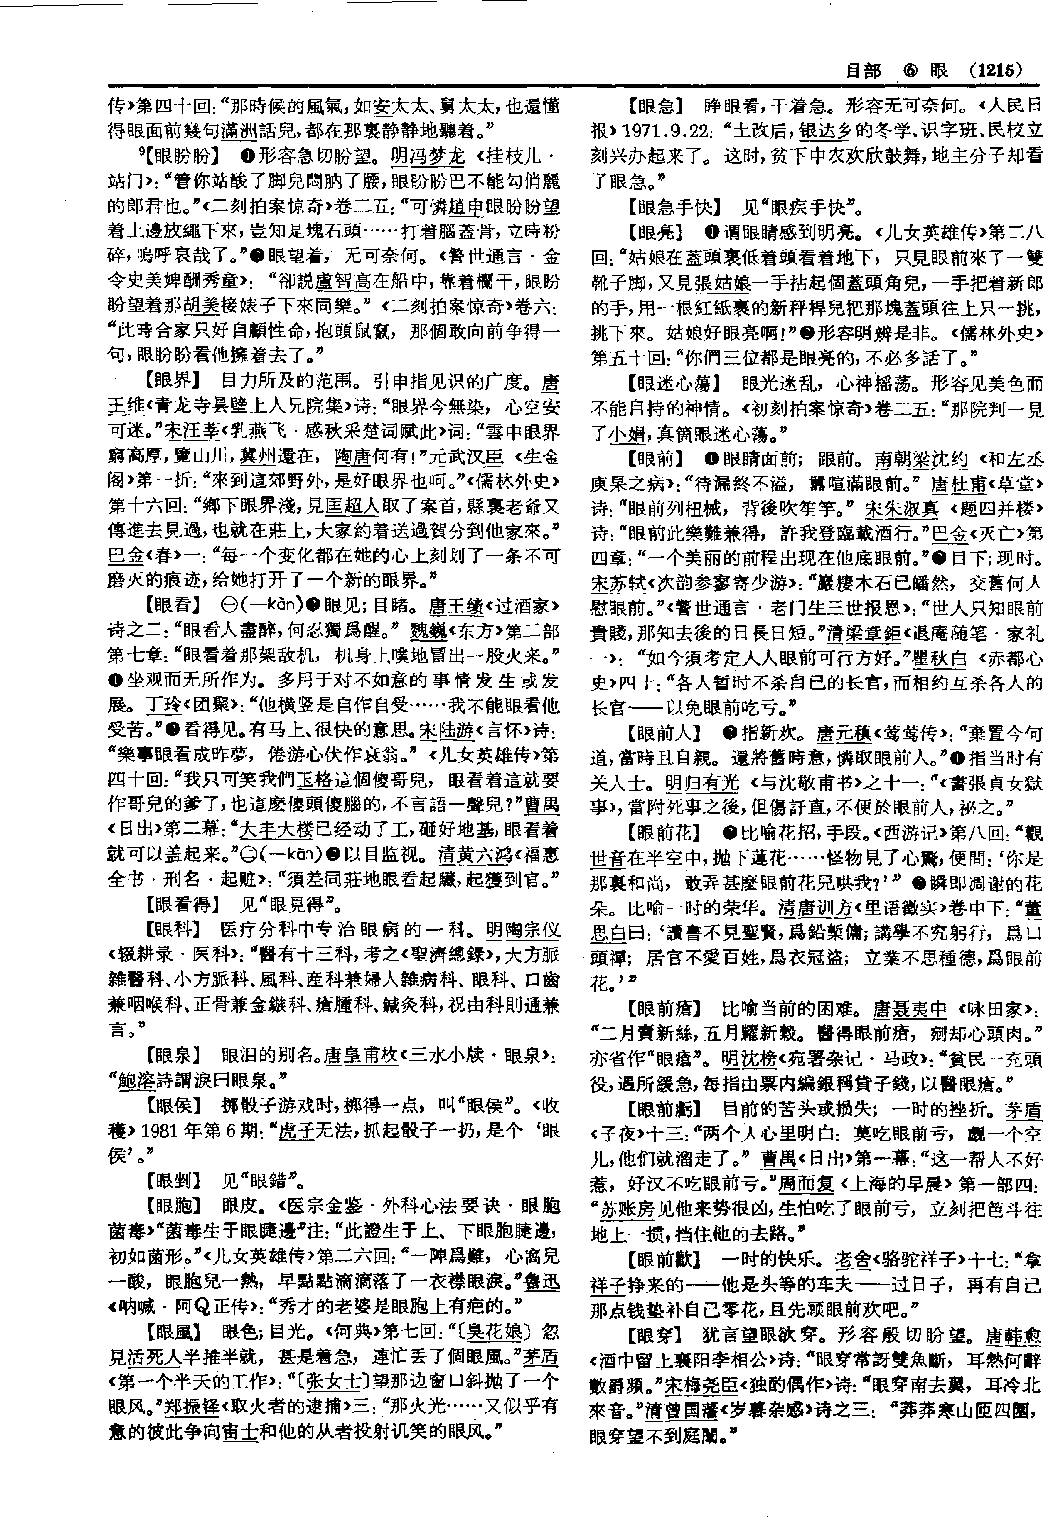 目部 ⑥ 眼 (1215)
传›第四十回：“那時候的風氣，如安太太、舅太太，也還懂
得眼面前幾句滿洲話兒，都在那裏静静地聽着。”
⁹【眼盼盼】 ❶形容急切盼望。明冯梦龙‹挂枝儿·
站门›：“管你站酸了脚兒悶肭了腰，眼盼盼巴不能勾俏麗
的郎君也。”‹二刻拍案惊奇›卷二五：“可憐趙申眼盼盼望
着上邊放繩下來，豈知是塊石頭……打着腦蓋骨，立時粉
碎，嗚呼哀哉了。”❷眼望着，无可奈何。‹警世通言·金
令史美婢酬秀童›：“卻説盧智高在船中，靠着欄干，眼盼
盼望着那胡美接婊子下來同樂。”‹二刻拍案惊奇›卷六：
“此時合家只好自顧性命，抱頭鼠竄，那個敢向前争得一
句，眼盼盼看他擁着去了。”
【眼界】 目力所及的范围。引申指见识的广度。唐
王维‹青龙寺昙壁上人兄院集›诗：“眼界今無染，心空安
可迷。”宋汪莘‹乳燕飞·感秋采楚词赋此›词：“雲中眼界
窮高厚，覽山川，冀州還在，陶唐何有！”元武汉臣‹生金
阁›第一折：“來到這郊野外，是好眼界也呵。”‹儒林外史›
第十六回：“鄉下眼界淺，見匡超人取了案首，縣裏老爺又
傳進去見過，也就在莊上，大家約着送過賀分到他家來。”
巴金‹春›一：“每一个变化都在她的心上刻划了一条不可
磨灭的痕迹，给她打开了一个新的眼界。”
【眼看】 ㊀(—kàn)❶眼见；目睹。唐王绩‹过酒家›
诗之二：“眼看人盡醉，何忍獨爲醒。”魏巍‹东方›第二部
第七章：“眼看着那架敌机，机身上噗地冒出一股火来。”
❷坐观而无所作为。多用于对不如意的事情发生或发
展。丁玲‹团聚›：“他横竖是自作自受……我不能眼看他
受苦。”❸看得见。有马上、很快的意思。宋陆游‹言怀›诗：
“樂事眼看成昨夢，倦游心伏作衰翁。”‹儿女英雄传›第
四十回：“我只可笑我們玉格這個傻哥兒，眼看着這就要
作哥兒的爹了，也這麽傻頭傻腦的，不言語一聲兒？”曹禺
‹日出›第二幕：“大丰大楼已经动了工，砸好地基，眼看着
就可以盖起来。”㊁(—kān)❶以目监视。清黄六鸿‹福惠
全书·刑名·起赃›：“須差同莊地眼看起贜，起獲到官。”
【眼看得】 见“眼見得”。
【眼科】 医疗分科中专治眼病的一科。明陶宗仪
‹辍耕录·医科›：“醫有十三科，考之‹聖濟總録›，大方脈
雜醫科、小方脈科、風科、産科兼婦人雜病科、眼科、口齒
兼咽喉科、正骨兼金鏃科、瘡腫科、鍼灸科，祝由科則通兼
言。”
【眼泉】 眼泪的别名。唐皇甫枚‹三水小牍·眼泉›：
“鮑溶詩謂淚曰眼泉。”
【眼侯】 掷骰子游戏时，掷得一点，叫“眼侯”。‹收
穫›1981年第6期：“虎子无法，抓起骰子一扔，是个‘眼
侯’。”
【眼剉】 见“眼錯”。
【眼胞】 眼皮。‹医宗金鉴·外科心法要诀·眼胞
菌毒›“菌毒生于眼睫邊”注：“此證生于上、下眼胞睫邊，
初如菌形。”‹儿女英雄传›第二六回：“一陣爲難，心窩兒
一酸，眼胞兒一熱，早點點滴滴落了一衣襟眼淚。”鲁迅
‹呐喊·阿Q正传›：“秀才的老婆是眼胞上有疤的。”
【眼風】 眼色；目光。‹何典›第七回：“〔臭花娘〕忽
見活死人半推半就，甚是着急，連忙丢了個眼風。”茅盾
‹第一个半天的工作›：“〔张女士〕望那边窗口斜抛了一个
眼风。”郑振铎‹取火者的逮捕›三：“那火光……又似乎有
意的彼此争向宙士和他的从者投射讥笑的眼风。”
【眼急】 睁眼看，干着急。形容无可奈何。‹人民日
报›1971.9.22：“土改后，银达乡的冬学、识字班、民校立
刻兴办起来了。这时，贫下中农欢欣鼓舞，地主分子却看
了眼急。”
【眼急手快】 见“眼疾手快”。
【眼亮】 ❶谓眼睛感到明亮。‹儿女英雄传›第二八
回：“姑娘在蓋頭裏低着頭看着地下，只見眼前來了一雙
靴子脚，又見張姑娘一手拈起個蓋頭角兒，一手把着新郎
的手，用一根紅紙裹的新秤桿兒把那塊蓋頭往上只一挑，
挑下來。姑娘好眼亮啊！”❷形容明辨是非。‹儒林外史›
第五十回：“你們三位都是眼亮的，不必多話了。”
【眼迷心蕩】 眼光迷乱，心神摇荡。形容见美色而
不能自持的神情。‹初刻拍案惊奇›卷二五：“那院判一見
了小娟，真箇眼迷心蕩。”
【眼前】 ❶眼睛面前；跟前。南朝梁沈约‹和左丞
庾杲之病›：“待漏終不溢，囂喧滿眼前。”唐杜甫‹草堂›
诗：“眼前列杻械，背後吹笙竽。”宋朱淑真‹题四并楼›
诗：“眼前此樂難兼得，許我登臨載酒行。”巴金‹灭亡›第
四章：“一个美丽的前程出现在他底眼前。”❷目下；现时。
宋苏轼‹次韵参寥寄少游›：“巖棲木石已皤然，交舊何人
慰眼前。”‹警世通言·老门生三世报恩›：“世人只知眼前
貴賤，那知去後的日長日短。”清梁章鉅‹退庵随笔·家礼
一›：“如今須考定人人眼前可行方好。”瞿秋白‹赤都心
史›四十：“各人暂时不杀自己的长官，而相约互杀各人的
长官——以免眼前吃亏。”
【眼前人】 ❶指新欢。唐元稹‹莺莺传›：“棄置今何
道，當時且自親。還將舊時意，憐取眼前人。”❷指当时有
关人士。明归有光‹与沈敬甫书›之十一：“‹書張貞女獄
事›，當附死事之後，但傷訐直，不便於眼前人，祕之。”
【眼前花】 ❶比喻花招，手段。‹西游记›第八回：“觀
世音在半空中，抛下蓮花……怪物見了心驚，便問：‘你是
那裏和尚，敢弄甚麽眼前花兒哄我？’”❷瞬即凋谢的花
朵。比喻一时的荣华。清唐训方‹里语徵实›卷中下：“董
思白曰：‘讀書不見聖賢，爲鉛槧傭；講學不究躬行，爲口
頭禪；居官不愛百姓，爲衣冠盜；立業不思種德，爲眼前
花。’”
【眼前瘡】 比喻当前的困难。唐聂夷中‹咏田家›：
“二月賣新絲，五月糶新穀。醫得眼前瘡，剜却心頭肉。”
亦省作“眼瘡”。明沈榜‹宛署杂记·马政›：“貧民一充頭
役，遇所緩急，每指由票内編銀稱貸子錢，以醫眼瘡。”
【眼前虧】 目前的苦头或损失；一时的挫折。茅盾
‹子夜›十三：“两个人心里明白：莫吃眼前亏，觑一个空
儿，他们就溜走了。”曹禺‹日出›第一幕：“这一帮人不好
惹，好汉不吃眼前亏。”周而复‹上海的早晨›第一部四：
“苏账房见他来势很凶，生怕吃了眼前亏，立刻把笆斗往
地上一掼，挡住他的去路。”
【眼前歡】 一时的快乐。老舍‹骆驼祥子›十七：“拿
祥子挣来的——他是头等的车夫——过日子，再有自己
那点钱垫补自己零花，且先顾眼前欢吧。”
【眼穿】 犹言望眼欲穿。形容殷切盼望。唐韩愈
‹酒中留上襄阳李相公›诗：“眼穿常訝雙魚斷，耳熱何辭
數爵頻。”宋梅尧臣‹独酌偶作›诗：“眼穿南去翼，耳冷北
來音。”清曾国藩‹岁暮杂感›诗之三：“莽莽寒山匝四圍，
眼穿望不到庭闈。”